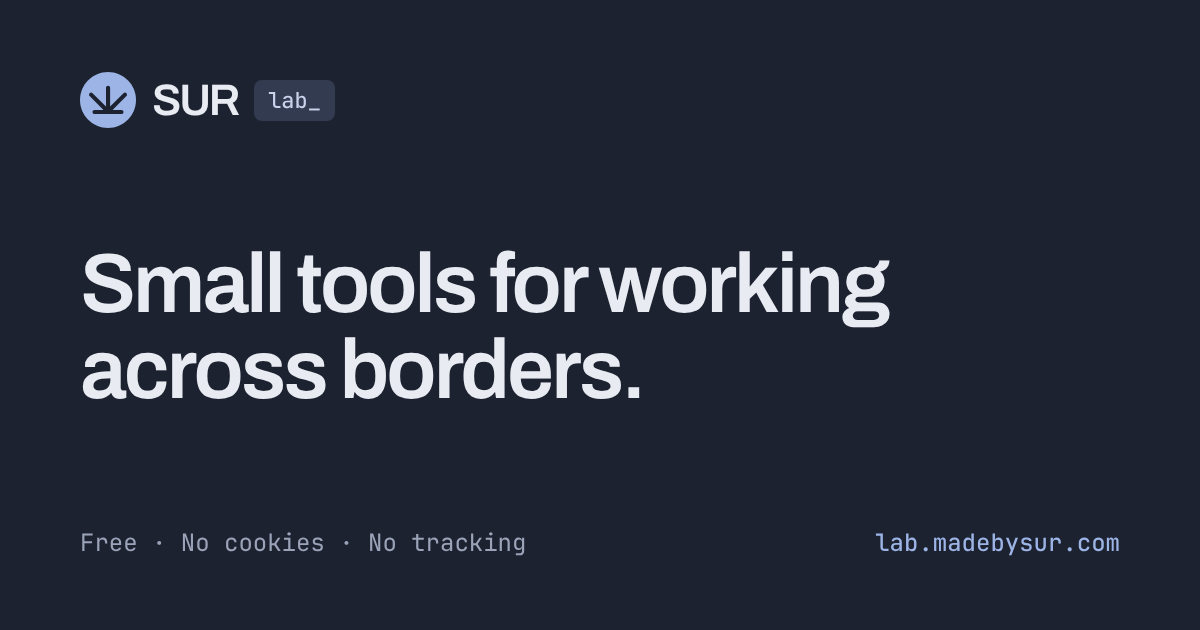 SUR lab_
Small tools for working
across borders.
Free · No cookies · No tracking
lab.madebysur.com